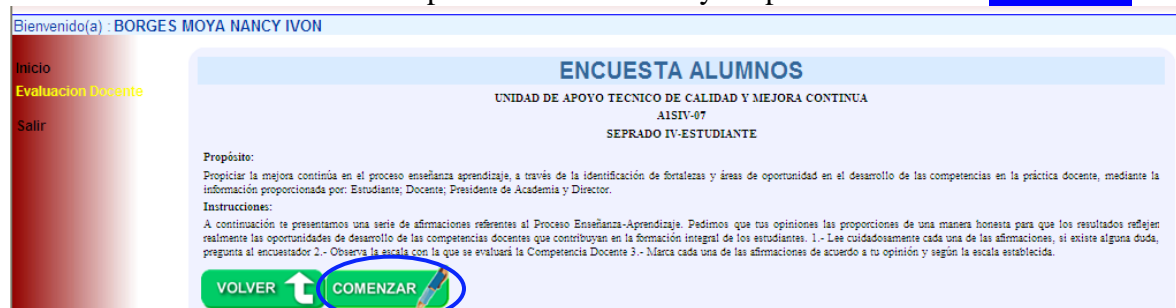 Bienvenido(a) : BORGES MOYA NANCY IVON
Inicio
Evaluacion Docente
Salir
ENCUESTA ALUMNOS
UNIDAD DE APOYO TECNICO DE CALIDAD Y MEJORA CONTINUA
A1SIV-07
SEPRADO IV-ESTUDIANTE
Propósito:
Propiciar la mejora continúa en el proceso enseñanza aprendizaje, a través de la identificación de fortalezas y áreas de oportunidad en el desarrollo de las competencias en la práctica docente, mediante la
información proporcionada por: Estudiante; Docente; Presidente de Academia y Director.
Instrucciones:
A continuación te presentamos una serie de afirmaciones referentes al Proceso Enseñanza-Aprendizaje. Pedimos que tus opiniones las proporciones de una manera honesta para que los resultados reflejen
realmente las oportunidades de desarrollo de las competencias docentes que contribuyan en la formación integral de los estudiantes. 1.- Lee cuidadosamente cada una de las afirmaciones, si existe alguna duda,
pregunta al encuestador 2.- Observa la escala con la que se evaluará la Competencia Docente 3.- Marca cada una de las afirmaciones de acuerdo a tu opinión y según la escala establecida.
VOLVER COMENZAR